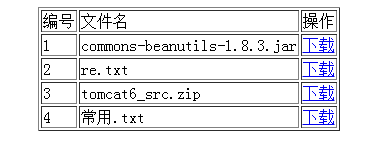 编号 文件名 操作
1 commons-beanutils-1.8.3.jar 下载
2 re.txt 下载
3 tomcat6_src.zip 下载
4 常用.txt 下载